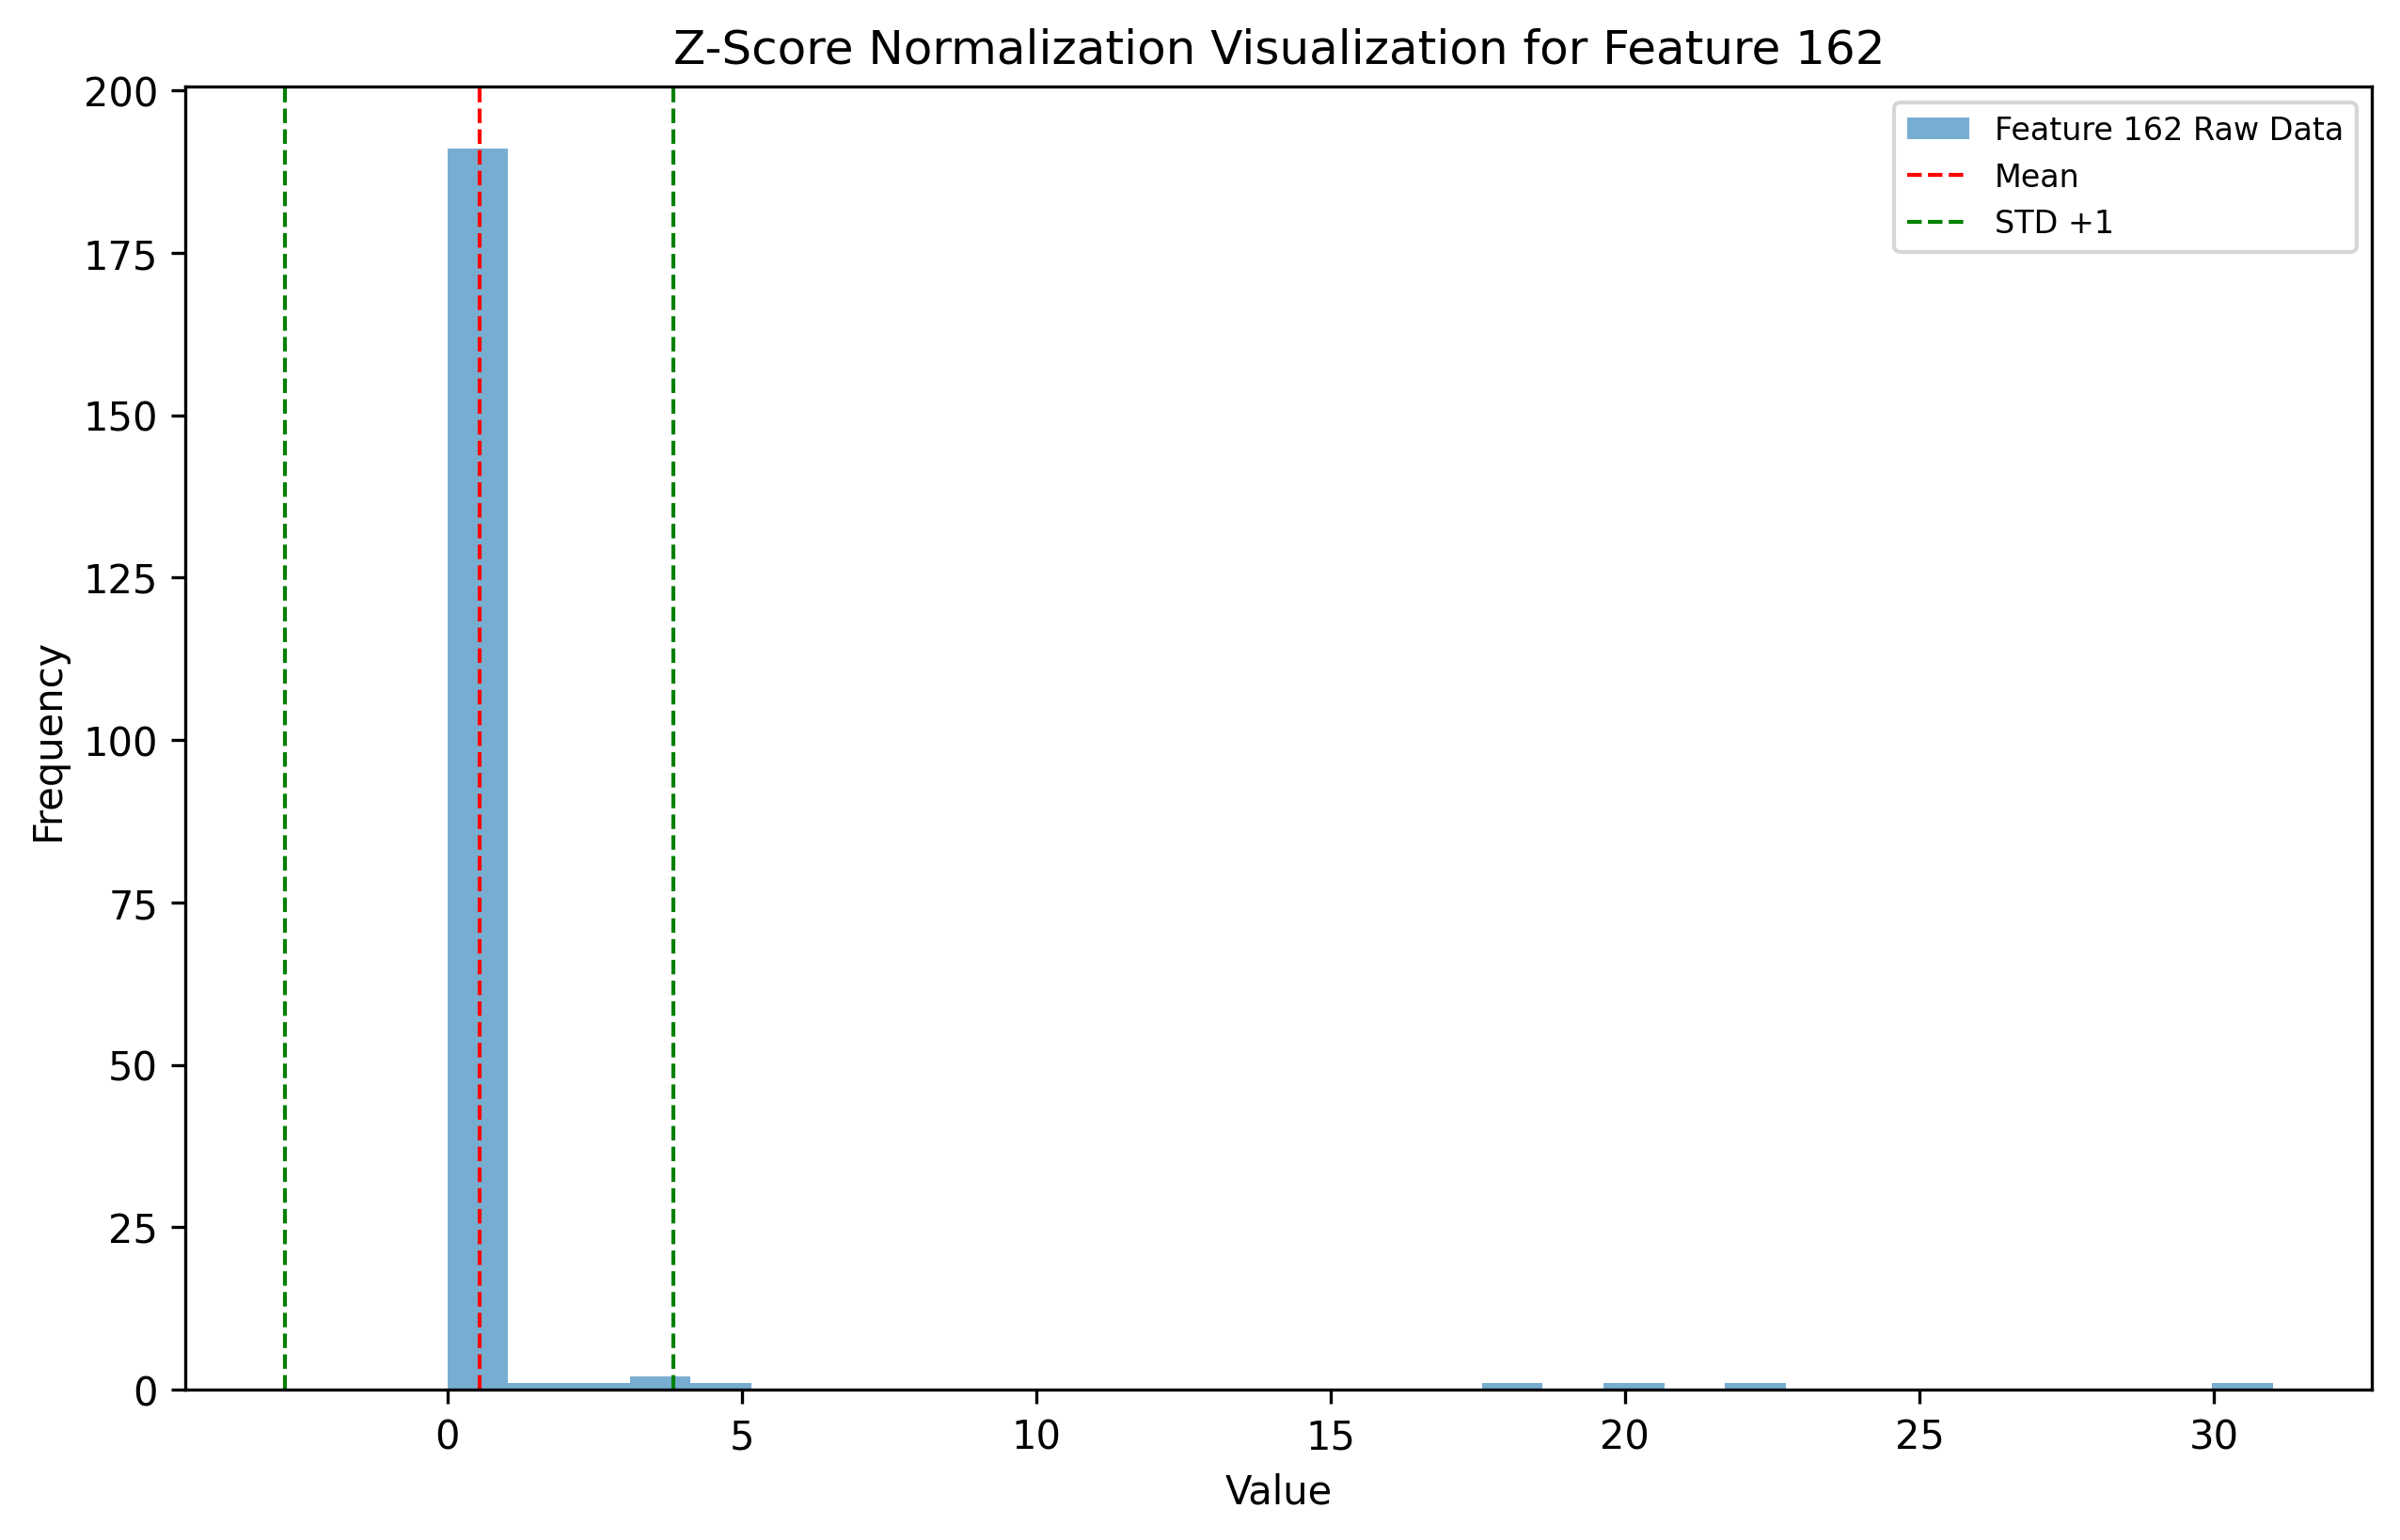 Z-Score Normalization Visualization for Feature 162
200
175
150
125
100
75
50
25
0
Frequency
Feature 162 Raw Data
Mean
STD +1
0 5 10 15 20 25 30
Value